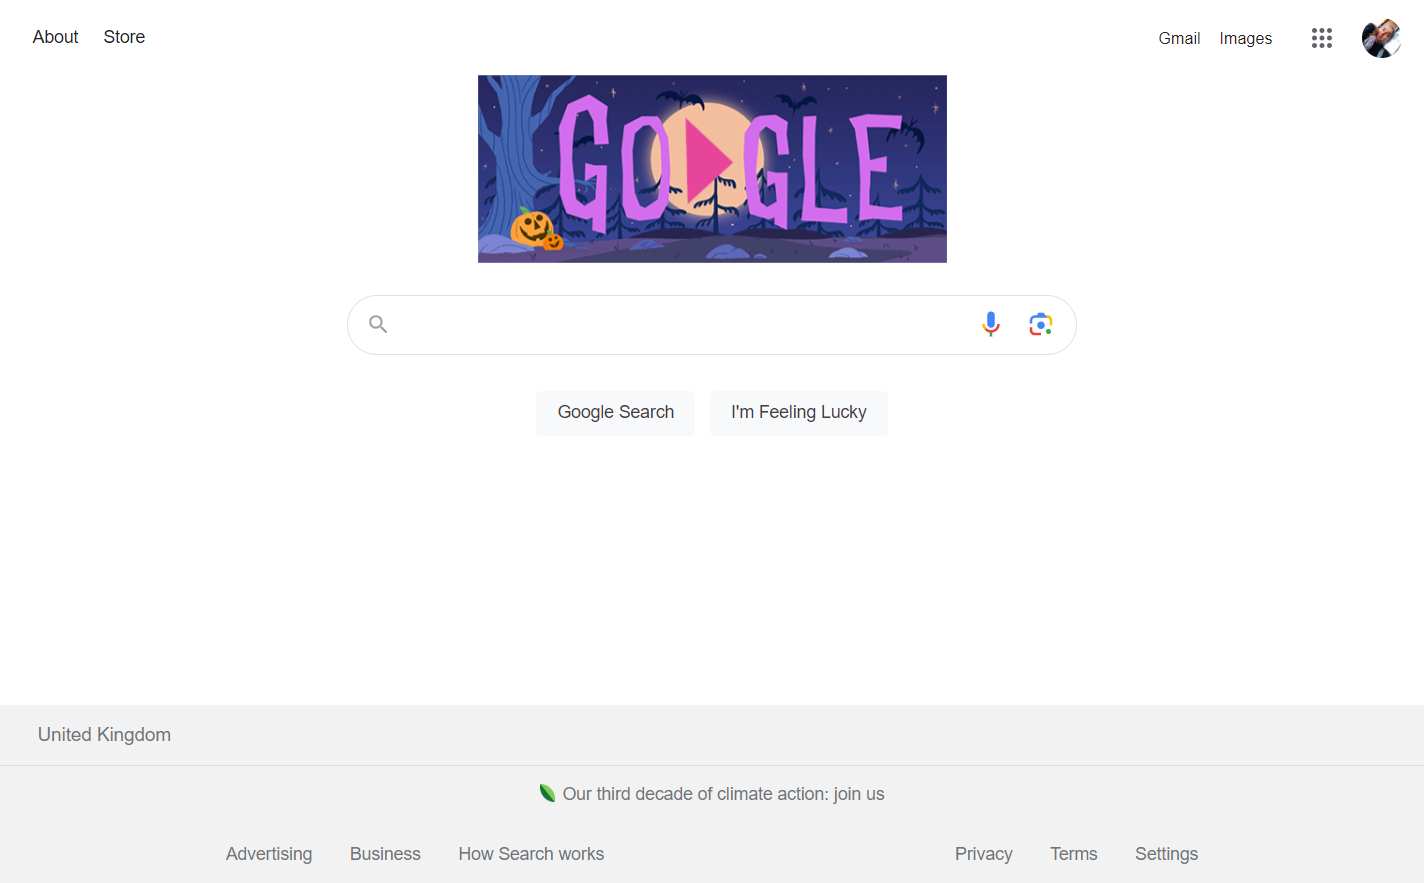 About Store
Gmail Images
GOOGLE
Google Search I'm Feeling Lucky
United Kingdom
Our third decade of climate action: join us
Advertising Business How Search works Privacy Terms Settings